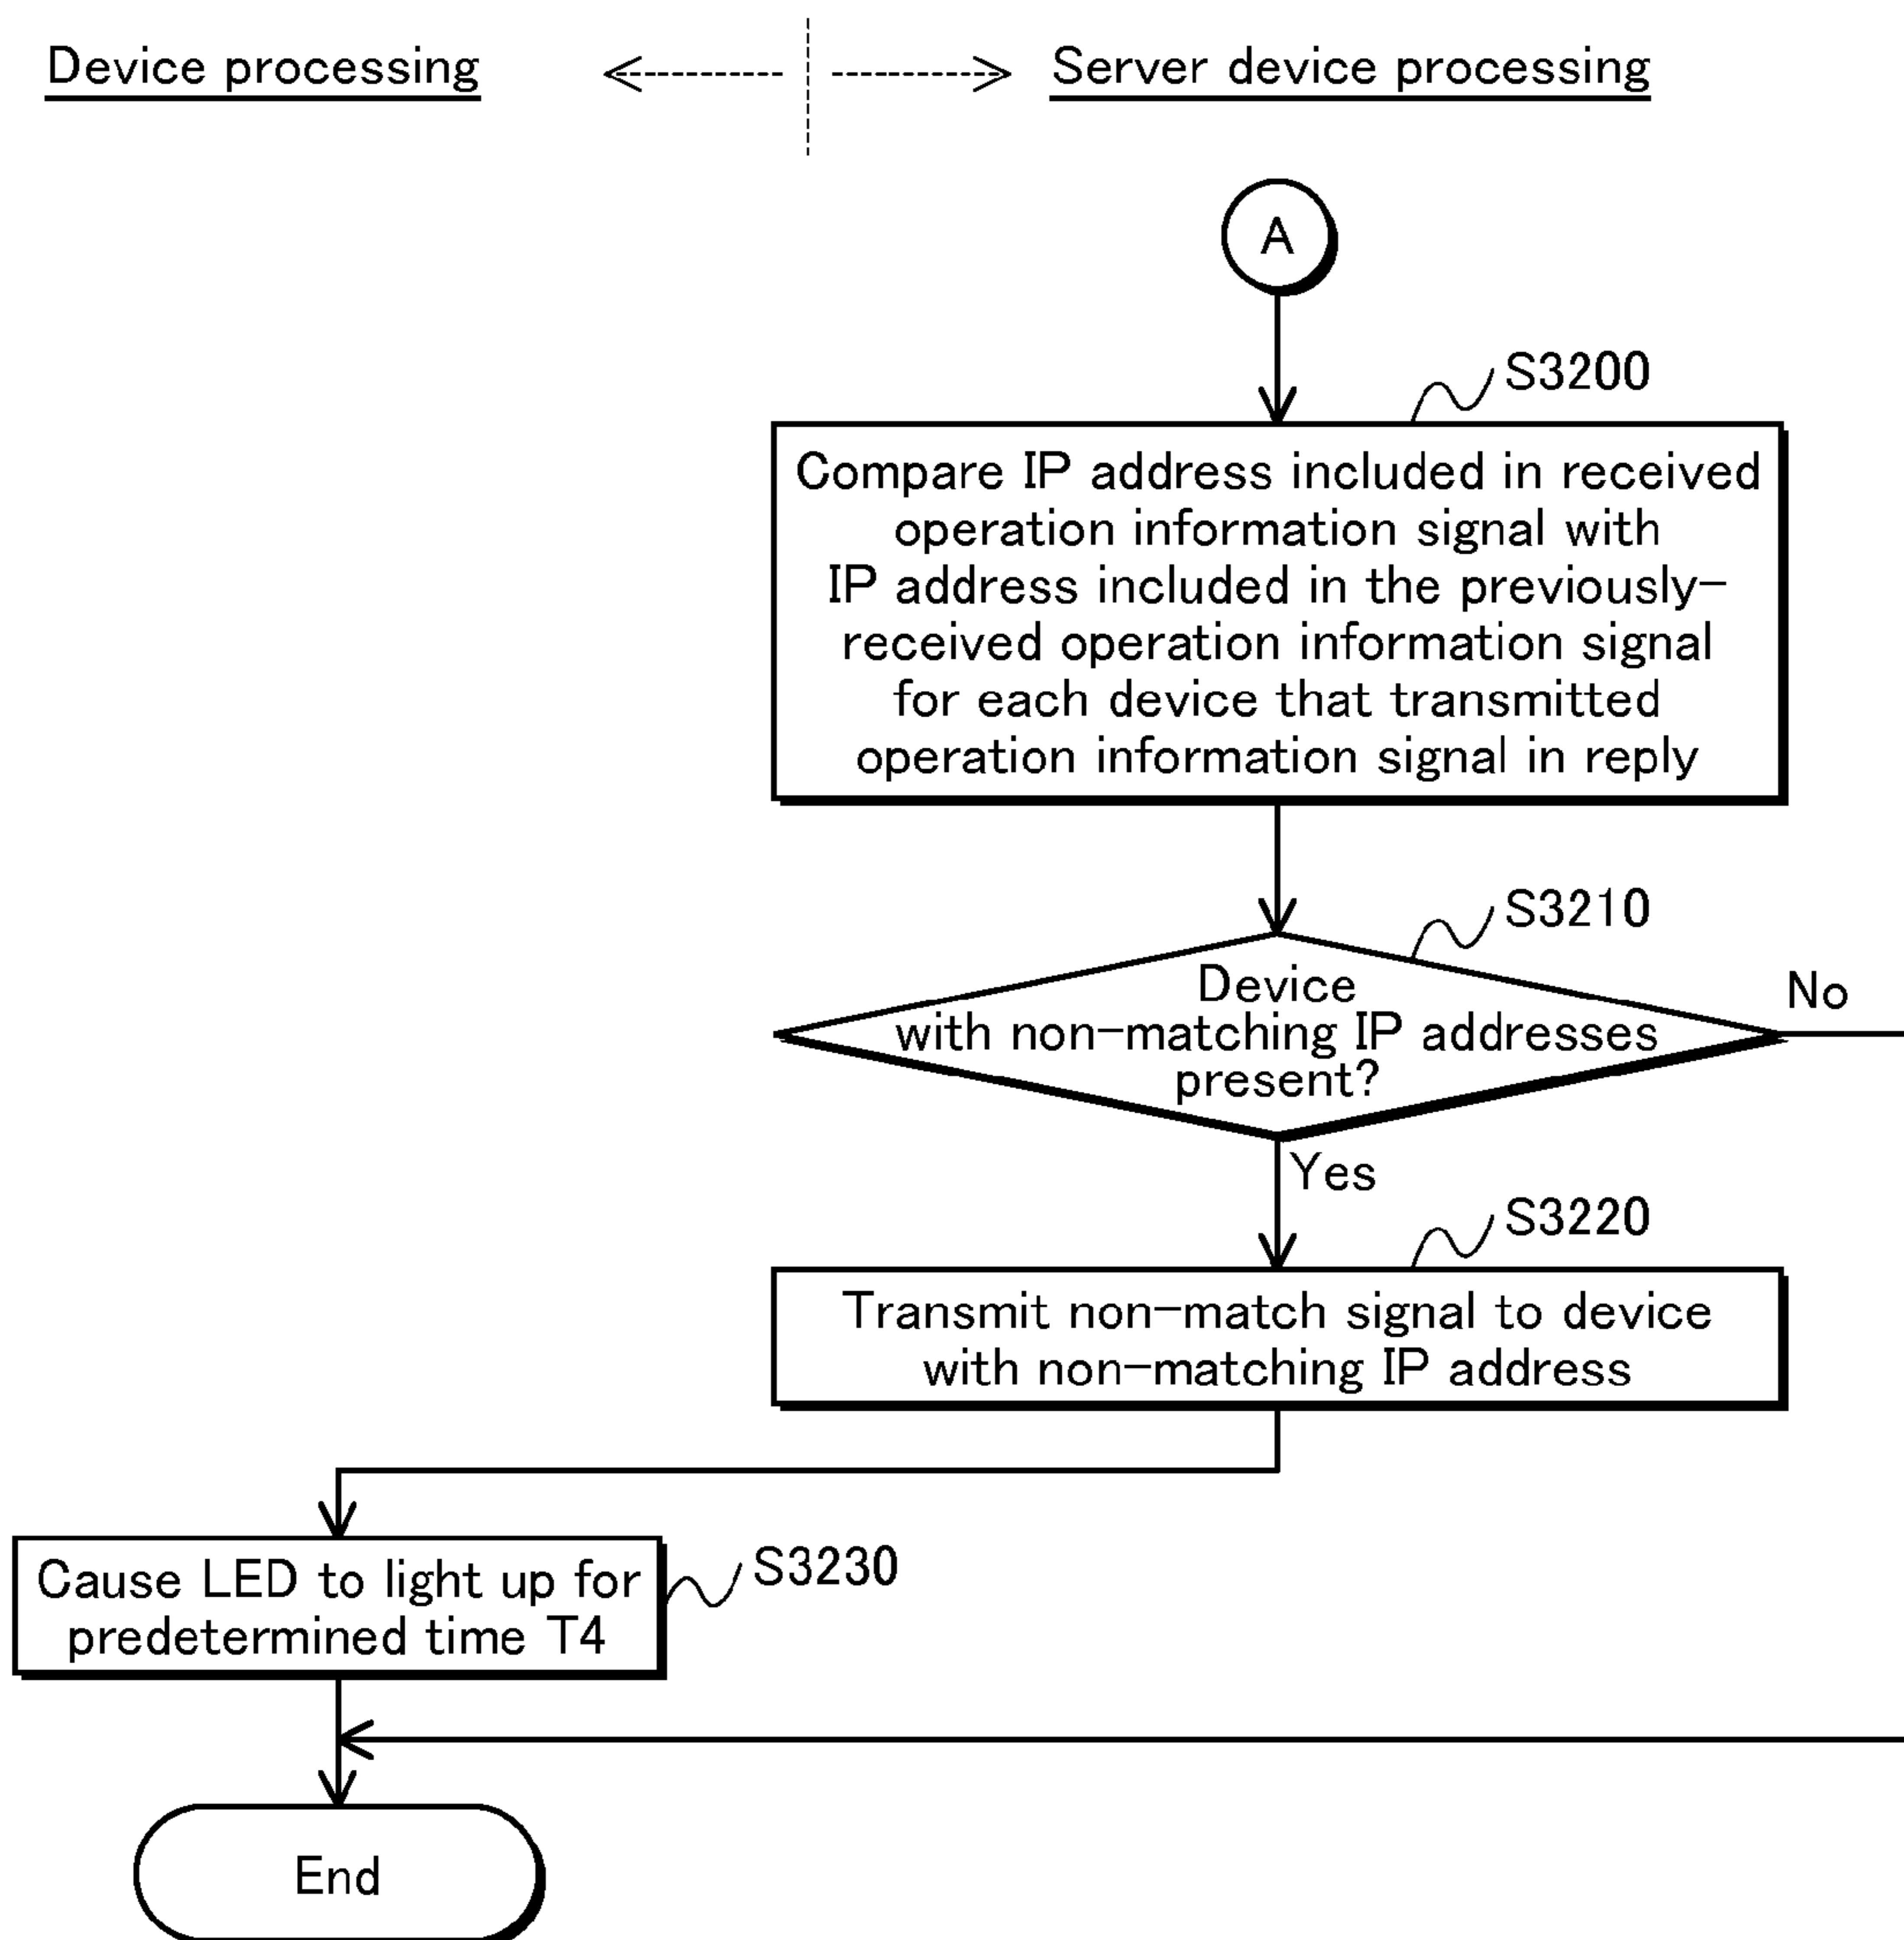 Device processing
Server device processing
A
S3200
Compare IP address included in received
operation information signal with
IP address included in the previously-
received operation information signal
for each device that transmitted
operation information signal in reply
S3210
Device
with non-matching IP addresses
present?
No
Yes
S3220
Transmit non-match signal to device
with non-matching IP address
Cause LED to light up for
predetermined time T4
S3230
End